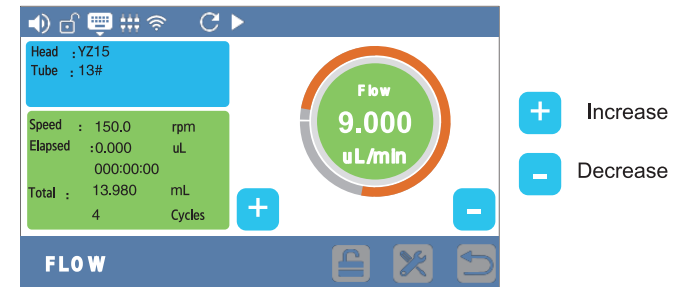 Head : YZ15
Tube : 13#
Speed : 150.0 rpm
Elapsed :0.000 uL
000:00:00
Total : 13.980 mL
4 Cycles
Flow
9.000
uL/min
+
-
FLOW
+ Increase
- Decrease